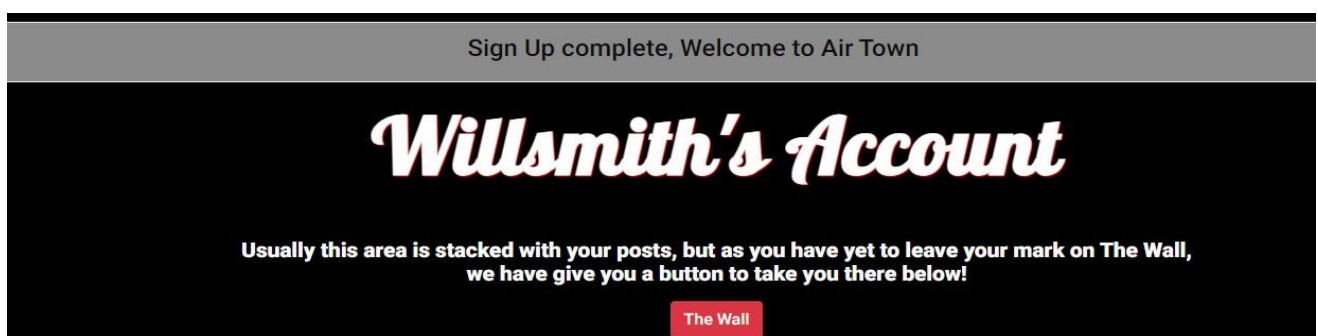 Sign Up complete, Welcome to Air Town
Willsmith's Account
Usually this area is stacked with your posts, but as you have yet to leave your mark on The Wall,
we have give you a button to take you there below!
The Wall